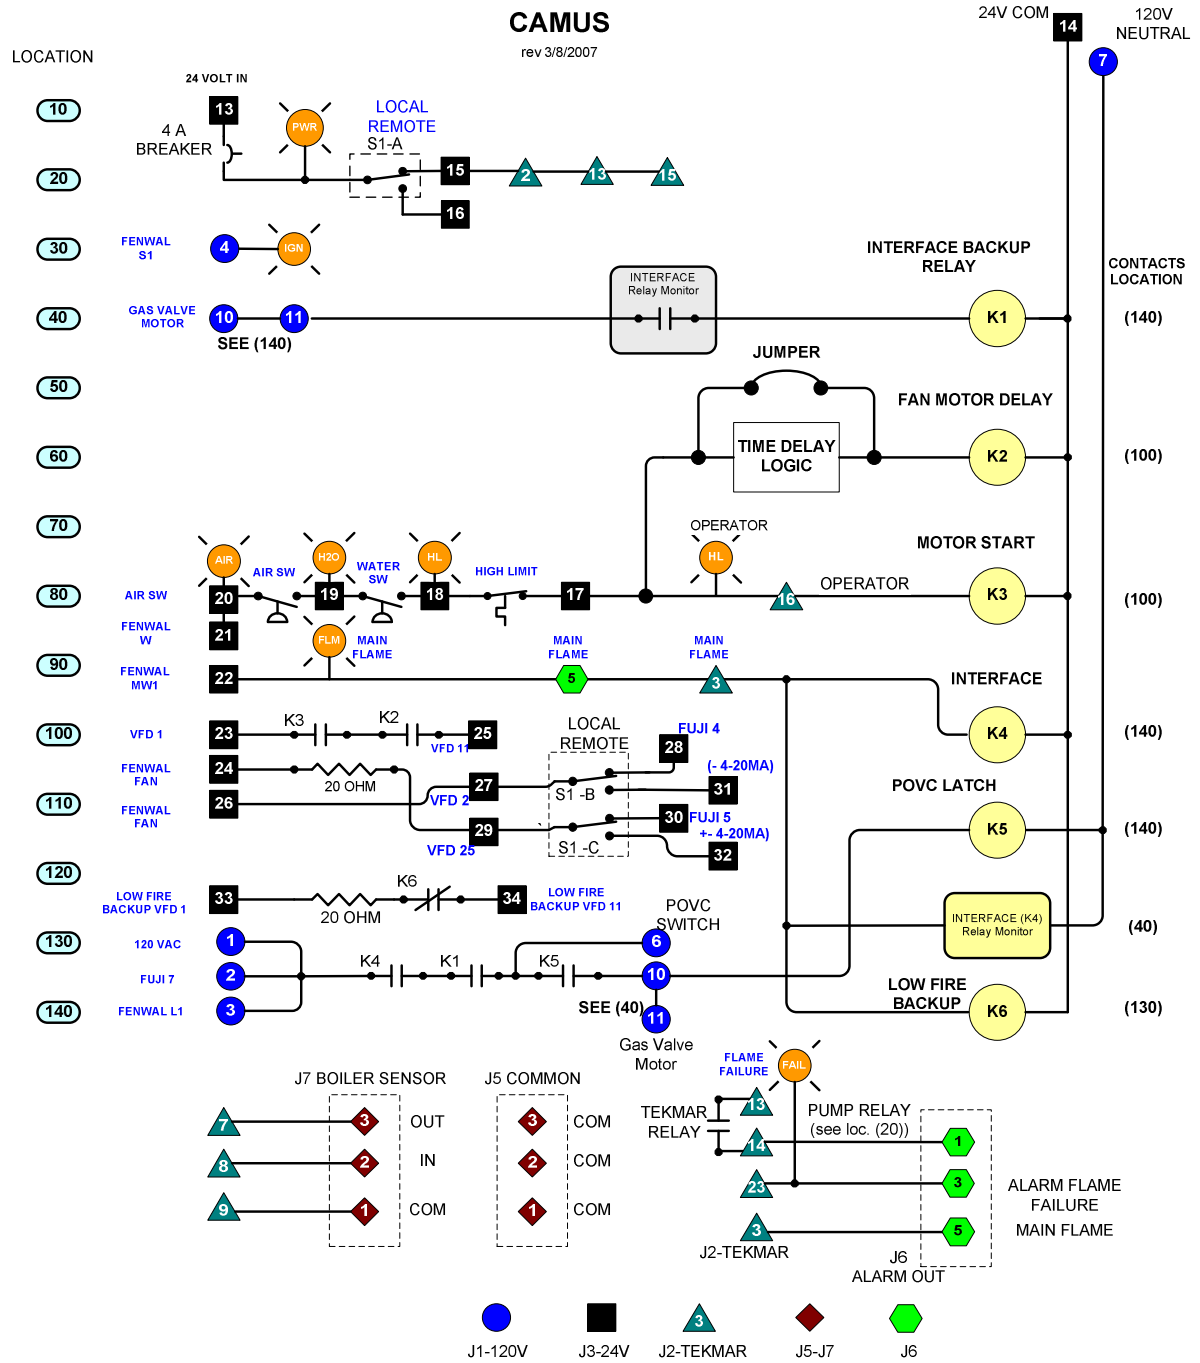 CAMUS
rev 3/8/2007
24V COM
14
120V
NEUTRAL
7
LOCATION
24 VOLT IN
10
13
4 A
BREAKER
PWR
LOCAL
REMOTE
S1-A
20
15
2
13
15
16
30
FENWAL
S1
4
IGN
INTERFACE BACKUP
RELAY
CONTACTS
LOCATION
40
GAS VALVE
MOTOR
10
11
SEE (140)
INTERFACE
Relay Monitor
K1
(140)
50
JUMPER
FAN MOTOR DELAY
60
TIME DELAY
LOGIC
K2
(100)
70
OPERATOR
MOTOR START
AIR
H2O
HL
HL
AIR SW
WATER
SW
HIGH LIMIT
80
AIR SW
20
19
18
17
16
OPERATOR
K3
(100)
FENWAL
W
21
FLM
MAIN
FLAME
MAIN
FLAME
MAIN
FLAME
90
FENWAL
MW1
22
5
3
INTERFACE
100
VFD 1
23
K3
K2
25
VFD 11
LOCAL
REMOTE
FUJI 4
28
K4
(140)
FENWAL
FAN
24
20 OHM
(- 4-20MA)
POVC LATCH
110
FENWAL
FAN
26
VFD 2
27
S1 -B
31
29
VFD 25
S1 -C
30
FUJI 5
+- 4-20MA)
32
K5
(140)
120
LOW FIRE
BACKUP VFD 1
33
20 OHM
K6
34
LOW FIRE
BACKUP VFD 11
POVC
SWITCH
INTERFACE (K4)
Relay Monitor
(40)
130
120 VAC
1
6
FUJI 7
2
K4
K1
K5
10
LOW FIRE
BACKUP
140
FENWAL L1
3
SEE (40)
11
K6
(130)
Gas Valve
Motor
FLAME
FAILURE
FAIL
J7 BOILER SENSOR
J5 COMMON
7
3
OUT
3
COM
8
2
IN
2
COM
9
1
COM
1
COM
TEKMAR
RELAY
13
PUMP RELAY
(see loc. (20))
14
1
23
3
ALARM FLAME
FAILURE
3
5
MAIN FLAME
J2-TEKMAR
J6
ALARM OUT
3
J1-120V
J3-24V
J2-TEKMAR
J5-J7
J6